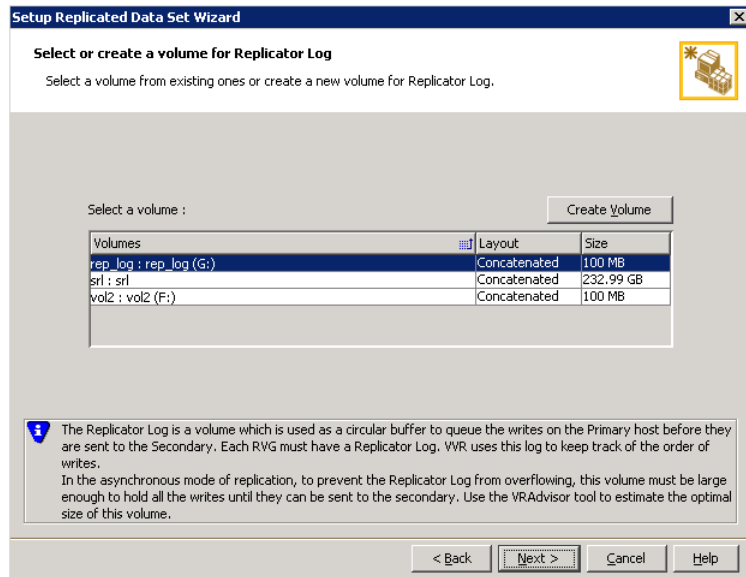 Setup Replicated Data Set Wizard
Select or create a volume for Replicator Log
Select a volume from existing ones or create a new volume for Replicator Log.
Select a volume :
Create Volume
Volumes Layout Size
rep_log : rep_log (G:) Concatenated 100 MB
srl : srl Concatenated 232.99 GB
vol2 : vol2 (F:) Concatenated 100 MB
The Replicator Log is a volume which is used as a circular buffer to queue the writes on the Primary host before they
are sent to the Secondary. Each RVG must have a Replicator Log. VVR uses this log to keep track of the order of
writes.
In the asynchronous mode of replication, to prevent the Replicator Log from overflowing, this volume must be large
enough to hold all the writes until they can be sent to the secondary. Use the VRAdvisor tool to estimate the optimal
size of this volume.
< Back Next > Cancel Help